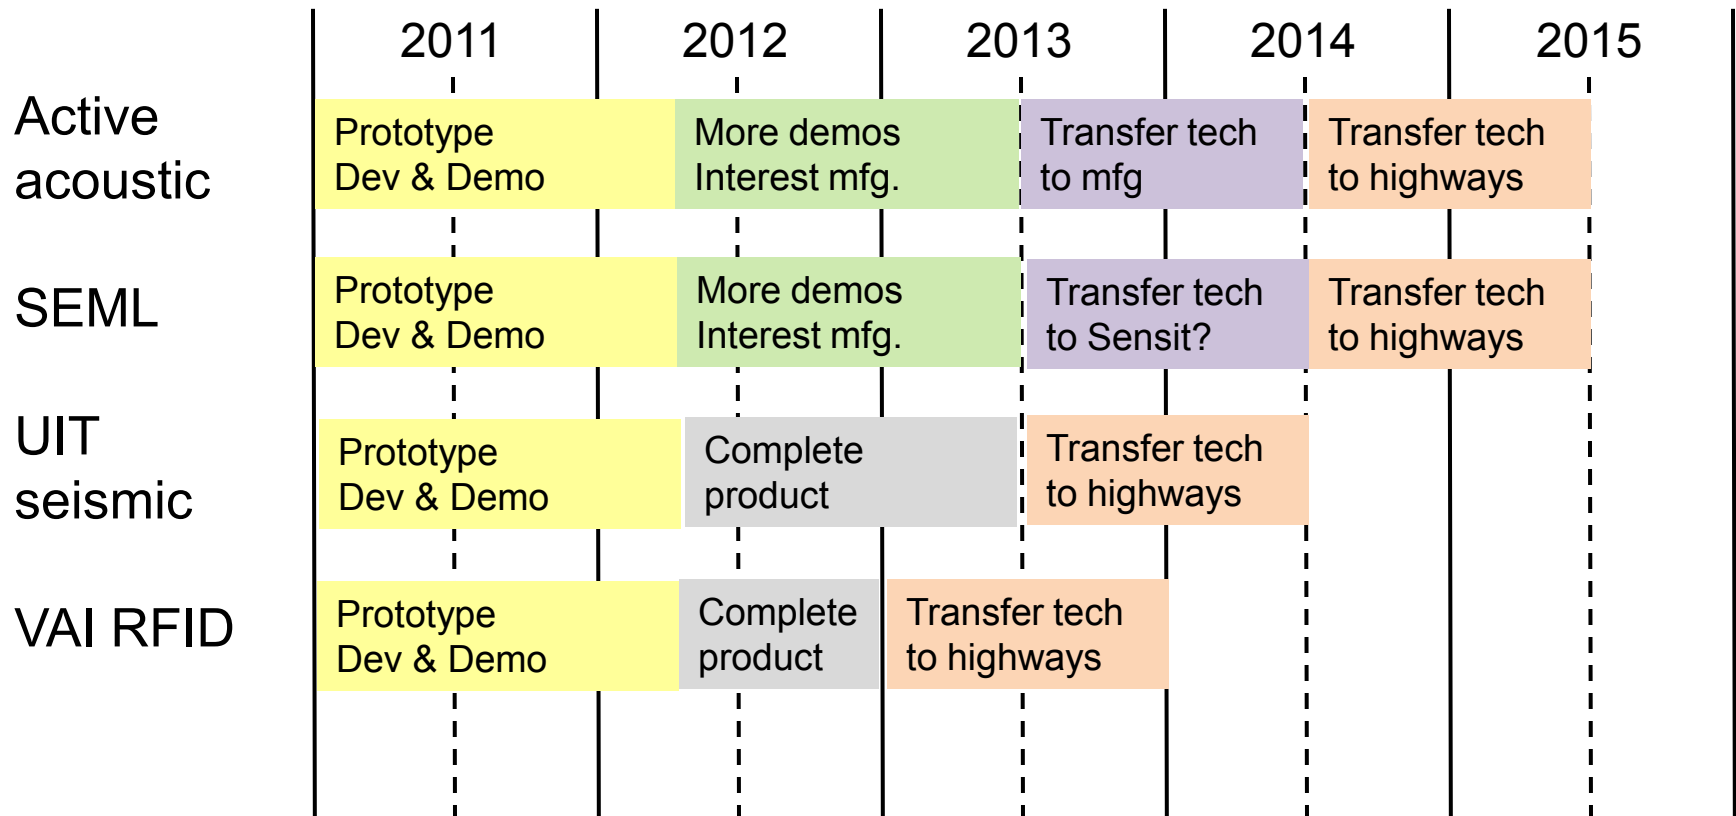 2011
2012
2013
2014
2015
Active
acoustic
Prototype
Dev & Demo
More demos
Interest mfg.
Transfer tech
to mfg
Transfer tech
to highways
SEML
Prototype
Dev & Demo
More demos
Interest mfg.
Transfer tech
to Sensit?
Transfer tech
to highways
UIT
seismic
Prototype
Dev & Demo
Complete
product
Transfer tech
to highways
VAI RFID
Prototype
Dev & Demo
Complete
product
Transfer tech
to highways